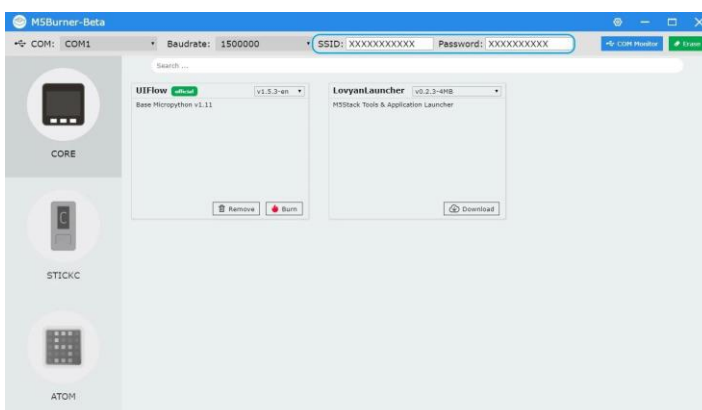 M5Burner-Beta
COM: COM1 Baudrate: 1500000 SSID: XXXXXXXXXXX Password: XXXXXXXXXX COM Monitor Erase
Search ...
UIFlow official v1.5.3-en
Base Micropython v1.11
Remove Burn
LovyanLauncher v0.2.3-4MB
M5Stack Tools & Application Launcher
Download
CORE
C
STICKC
ATOM